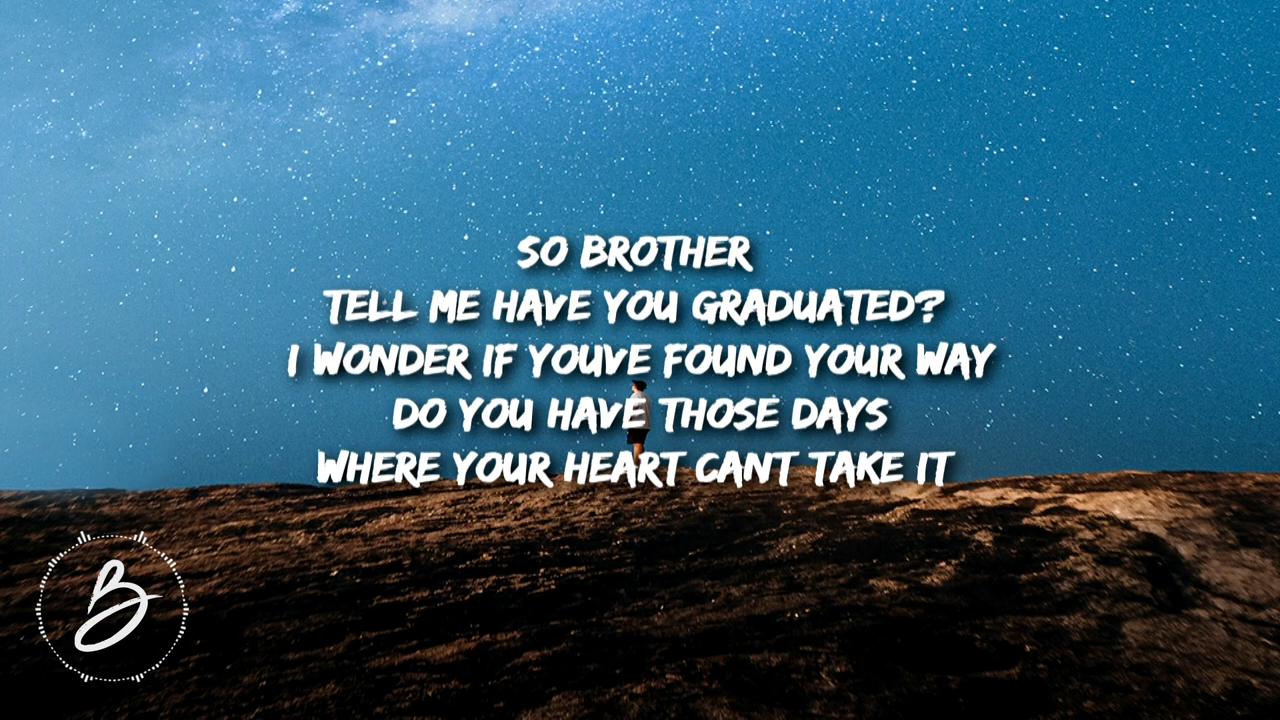 SO BROTHER
TELL ME HAVE YOU GRADUATED?
I WONDER IF YOUVE FOUND YOUR WAY
DO YOU HAVE THOSE DAYS
WHERE YOUR HEART CANT TAKE IT
B